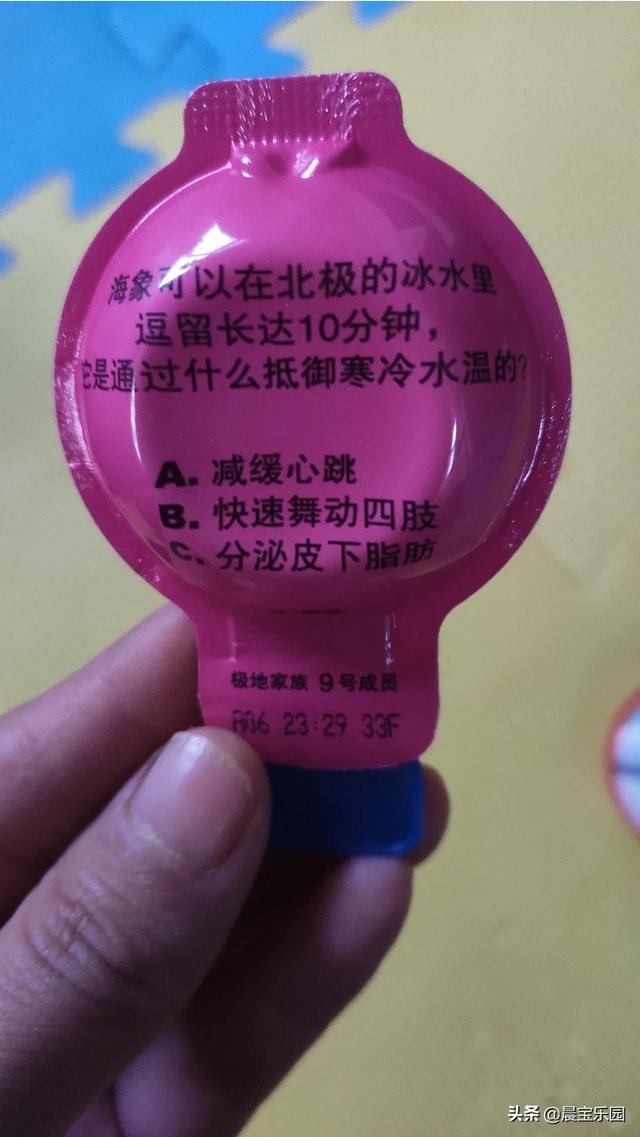 海象可以在北极的冰水里
逗留长达10分钟，
它是通过什么抵御寒冷水温的?
A. 减缓心跳
B. 快速舞动四肢
C. 分泌皮下脂肪
极地家族 9号成员
A06 23:29 33F
头条 @晨宝乐园